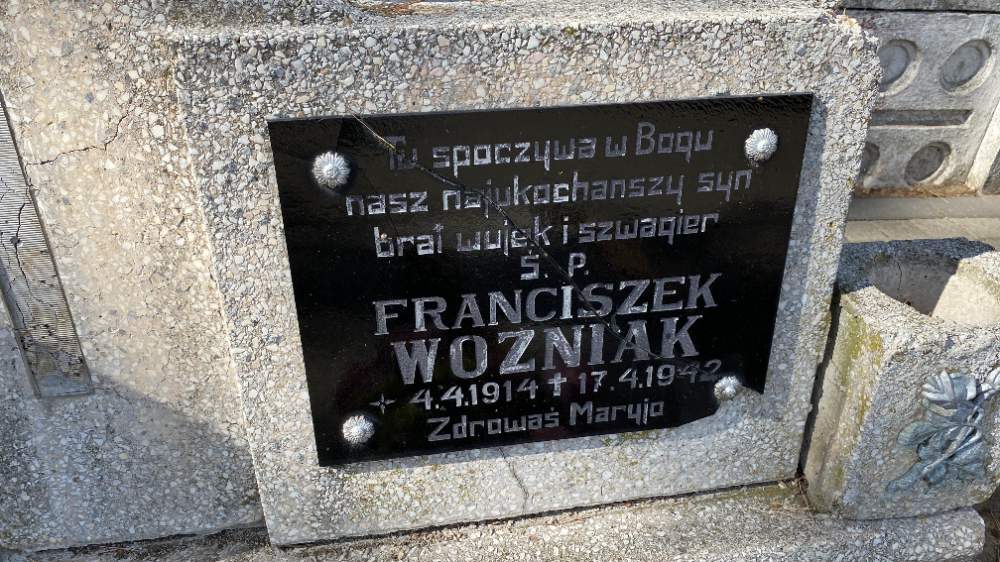 Tu spoczywa w Bogu
nasz najukochanszy syn
brat wujek i szwagier
Ś. P.
FRANCISZEK
WOZNIAK
4.4.1914 † 17.4.1942
Zdrowaś Maryjo